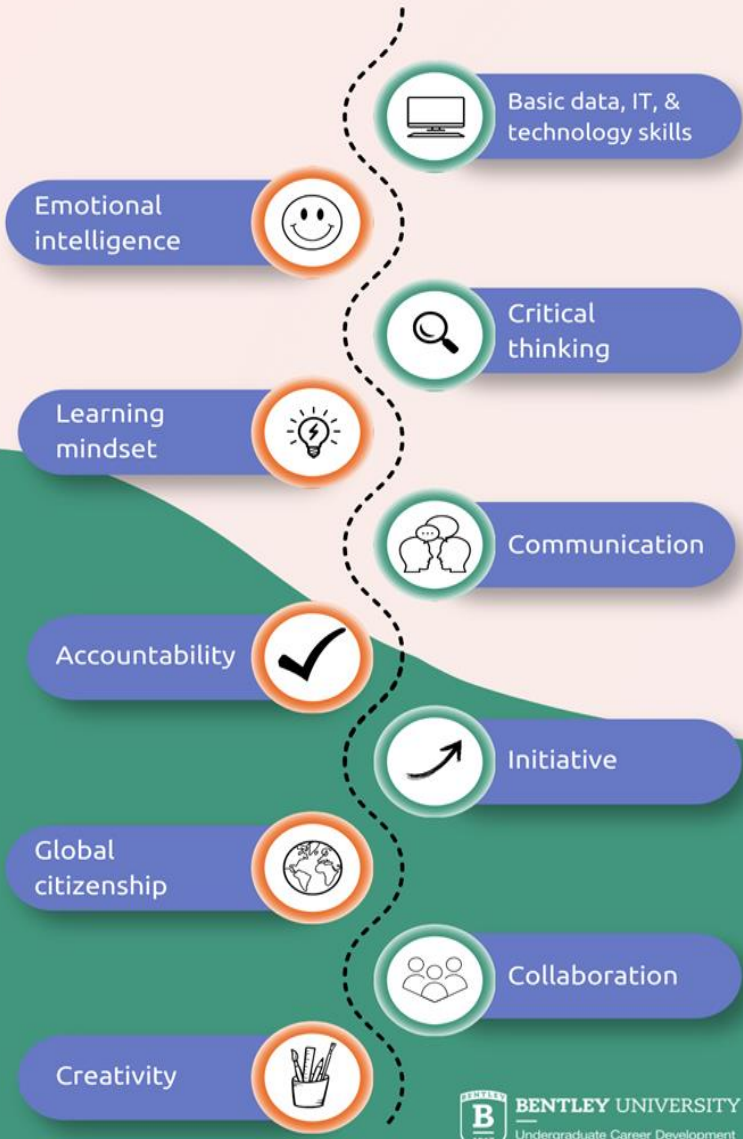 Basic data, IT, &
technology skills
Emotional
intelligence
Critical
thinking
Learning
mindset
Communication
Accountability
Initiative
Global
citizenship
Collaboration
Creativity
BENTLEY
B
BENTLEY UNIVERSITY
Undergraduate Career Development